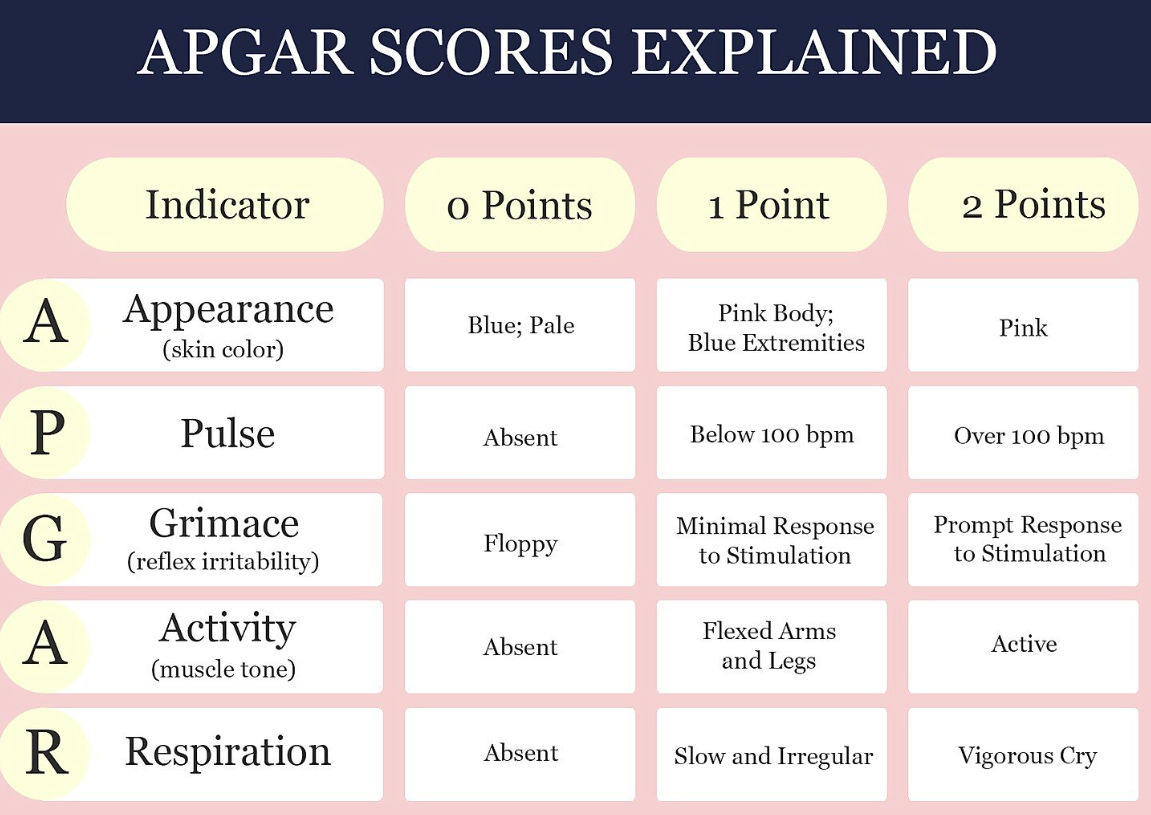 APGAR SCORES EXPLAINED
Indicator
0 Points
1 Point
2 Points
A
Appearance
(skin color)
Blue; Pale
Pink Body;
Blue Extremities
Pink
P
Pulse
Absent
Below 100 bpm
Over 100 bpm
G
Grimace
(reflex irritability)
Floppy
Minimal Response
to Stimulation
Prompt Response
to Stimulation
A
Activity
(muscle tone)
Absent
Flexed Arms
and Legs
Active
R
Respiration
Absent
Slow and Irregular
Vigorous Cry